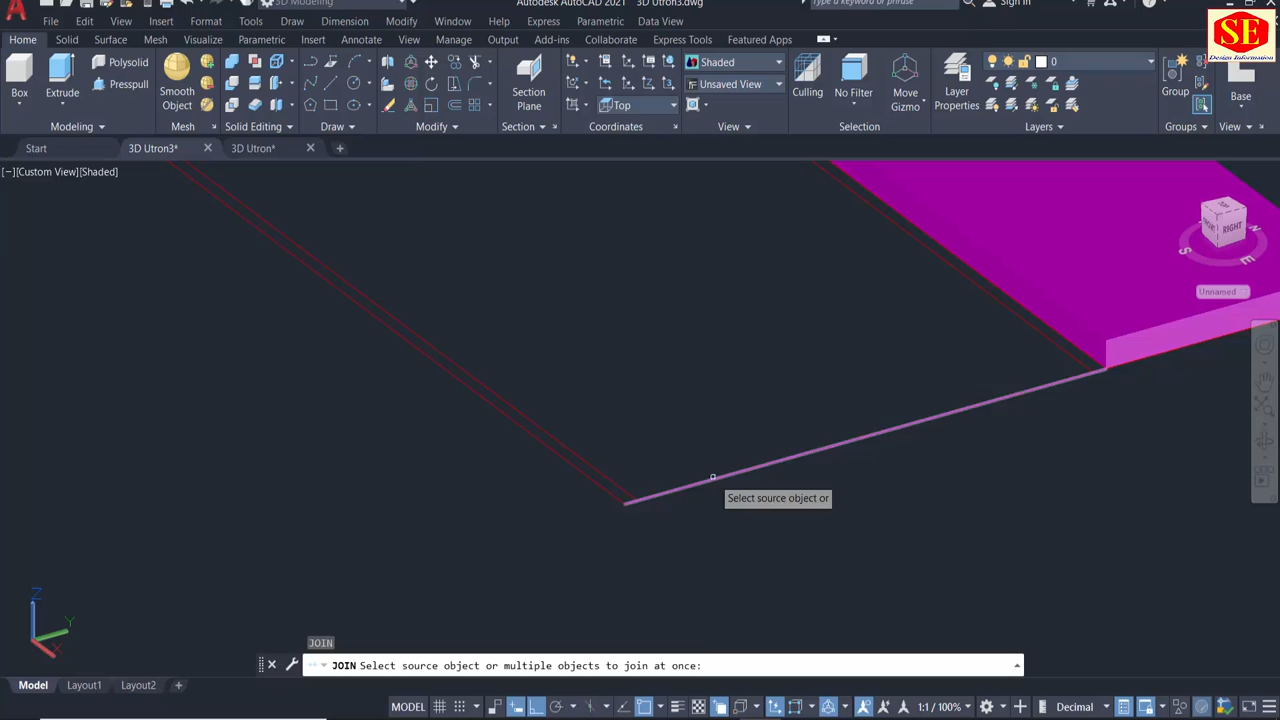 Autodesk AutoCAD 2021 3D Utron3.dwg
3D Modeling
Type a keyword or phrase
Sign In
SE
Design Information
File Edit View Insert Format Tools Draw Dimension Modify Window Help Express Parametric Data View
Home Solid Surface Mesh Visualize Parametric Insert Annotate View Manage Collaborate Express Tools Featured Apps
Box
Extrude
Polysolid
Presspull
Smooth
Object
Section
Plane
Shaded
Unsaved View
Top
Culling
No Filter
Move
Gizmo
Layer
Properties
0
Group
Base
Modeling Mesh Solid Editing Draw Modify Section Coordinates View Selection Layers Groups View
Start 3D Utron3* 3D Utron*
[−][Custom View][Shaded]
TOP
RIGHT
N
S
E
Unnamed
Select source object or
Z
Y
X
JOIN
JOIN Select source object or multiple objects to join at once:
Model Layout1 Layout2
MODEL
1:1 / 100%
Decimal